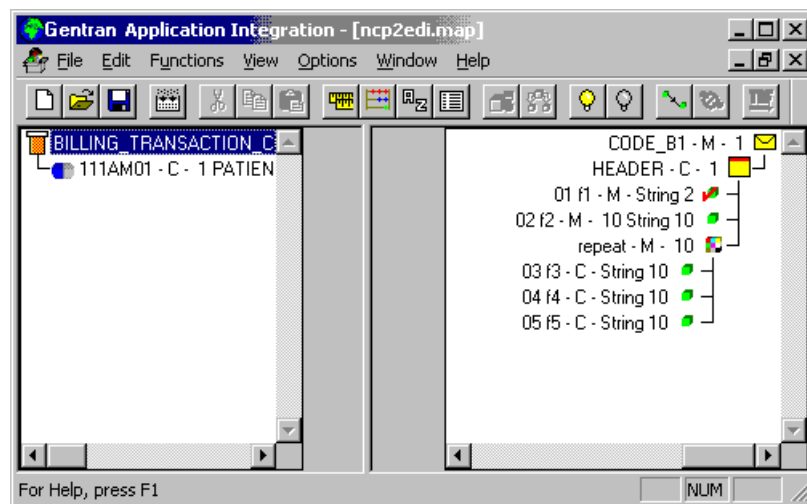 Gentran Application Integration - [ncp2edi.map]
File Edit Functions View Options Window Help
BILLING_TRANSACTION_C
111AM01 - C - 1 PATIEN
CODE_B1 - M - 1
HEADER - C - 1
01 f1 - M - String 2
02 f2 - M - 10 String 10
repeat - M - 10
03 f3 - C - String 10
04 f4 - C - String 10
05 f5 - C - String 10
For Help, press F1
NUM